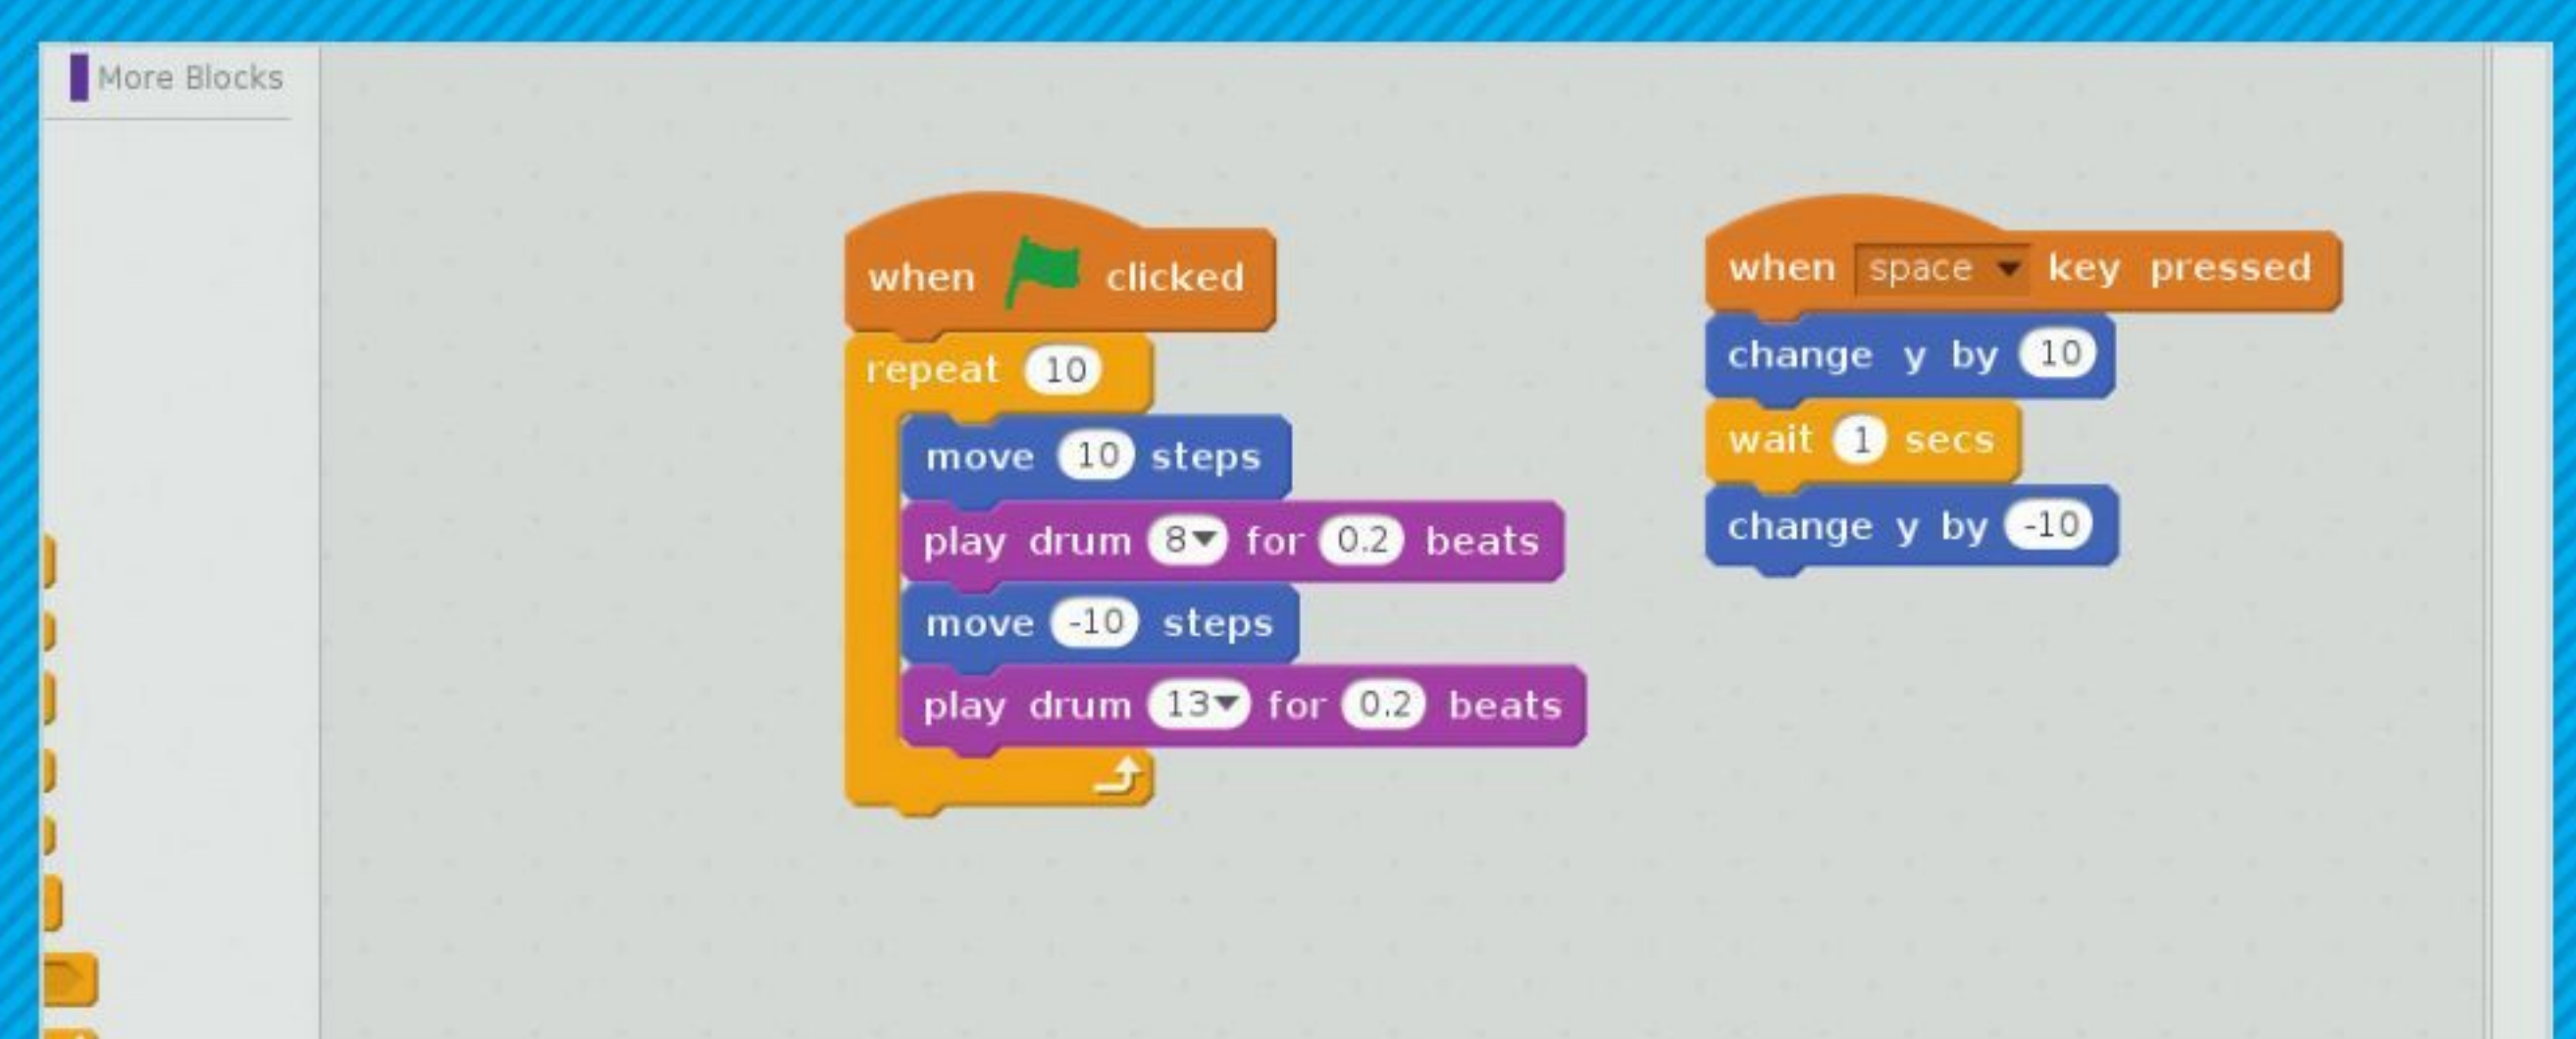 More Blocks
when clicked
repeat 10
move 10 steps
play drum 8 for 0.2 beats
move -10 steps
play drum 13 for 0.2 beats
when space key pressed
change y by 10
wait 1 secs
change y by -10